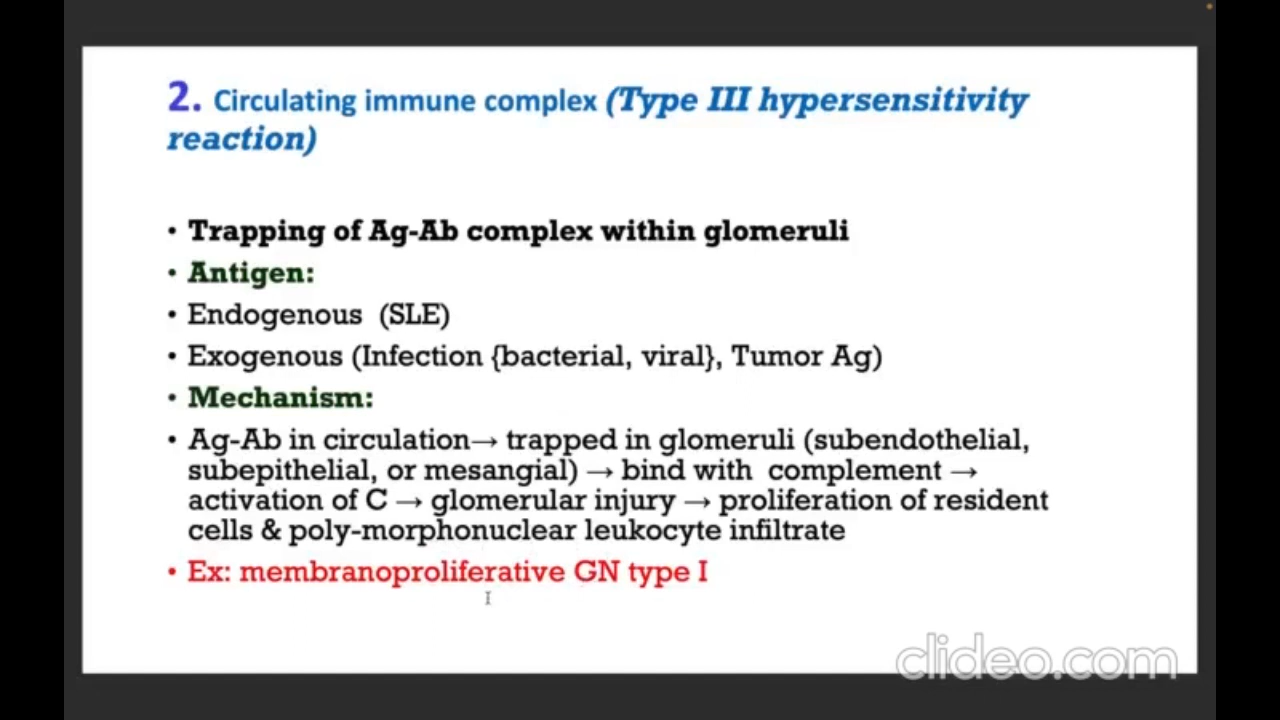 2. Circulating immune complex (Type III hypersensitivity
reaction)
• Trapping of Ag-Ab complex within glomeruli
• Antigen:
• Endogenous (SLE)
• Exogenous (Infection {bacterial, viral}, Tumor Ag)
• Mechanism:
• Ag-Ab in circulation→ trapped in glomeruli (subendothelial,
subepithelial, or mesangial) → bind with complement →
activation of C → glomerular injury → proliferation of resident
cells & poly-morphonuclear leukocyte infiltrate
• Ex: membranoproliferative GN type I
clideo.com